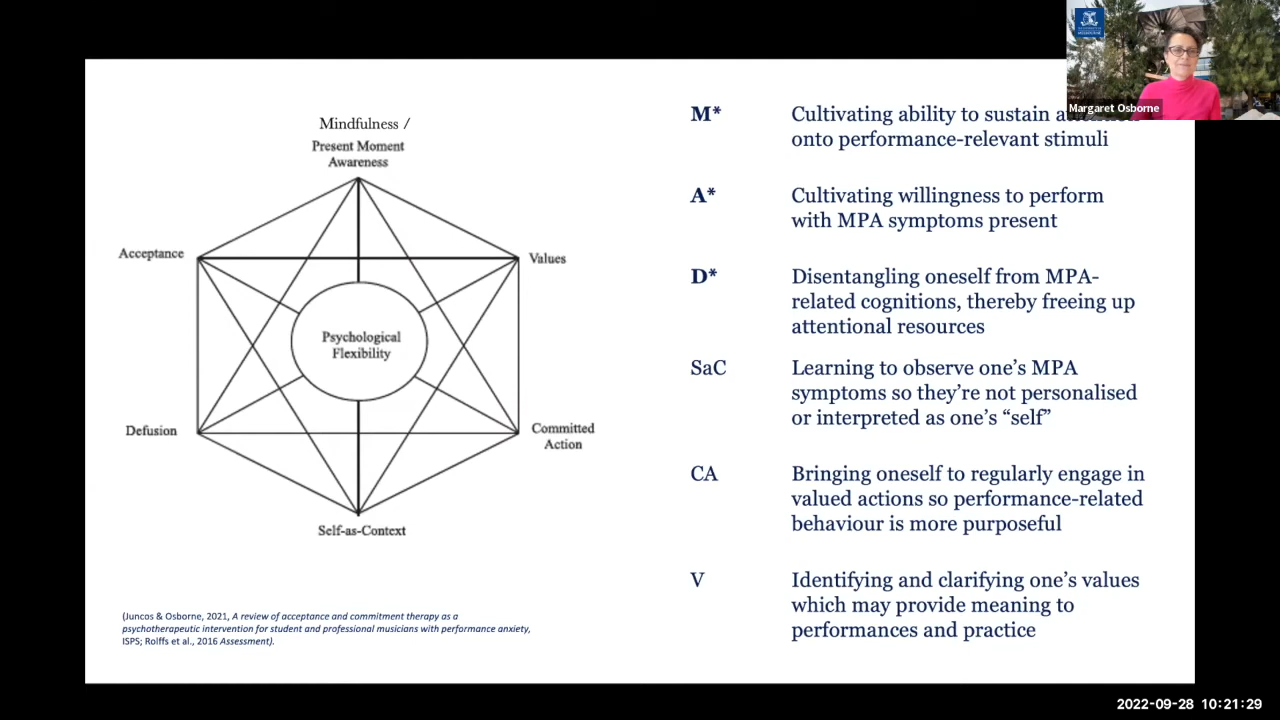 Margaret Osborne
Mindfulness /
Present Moment
Awareness
Acceptance
Values
Psychological
Flexibility
Defusion
Committed
Action
Self-as-Context
(Juncos & Osborne, 2021, A review of acceptance and commitment therapy as a
psychotherapeutic intervention for student and professional musicians with performance anxiety,
ISPS; Rolffs et al., 2016 Assessment).
M* Cultivating ability to sustain
onto performance-relevant stimuli
A* Cultivating willingness to perform
with MPA symptoms present
D* Disentangling oneself from MPA-
related cognitions, thereby freeing up
attentional resources
SaC Learning to observe one’s MPA
symptoms so they’re not personalised
or interpreted as one’s “self”
CA Bringing oneself to regularly engage in
valued actions so performance-related
behaviour is more purposeful
V Identifying and clarifying one’s values
which may provide meaning to
performances and practice
2022-09-28 10:21:29